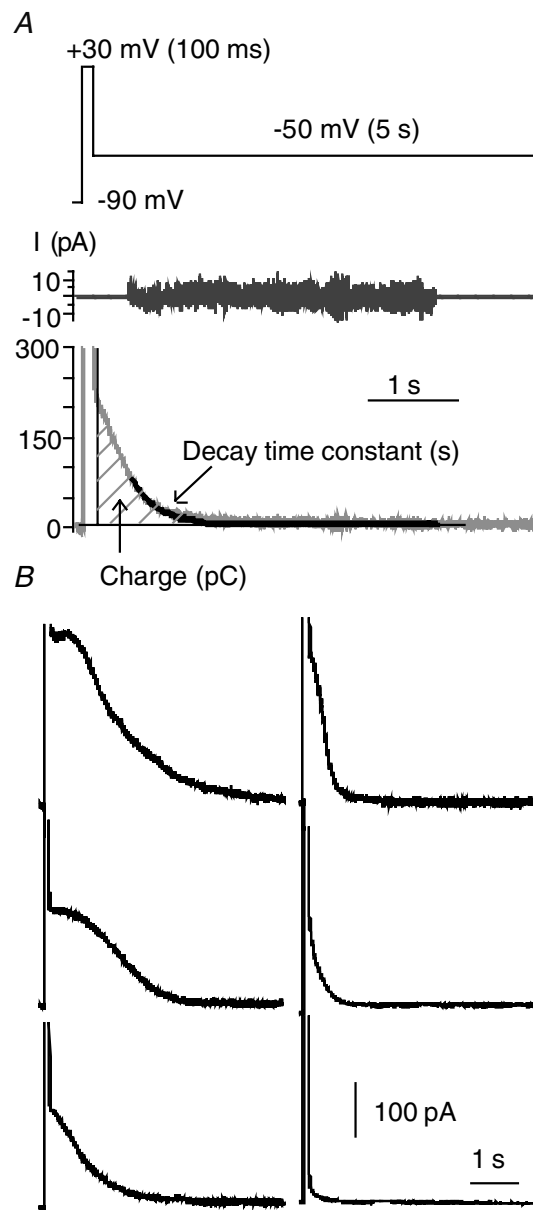 A
+30 mV (100 ms)
-50 mV (5 s)
-90 mV
I (pA)
10
-10
300
1 s
150
Decay time constant (s)
0
Charge (pC)
B
100 pA
1 s